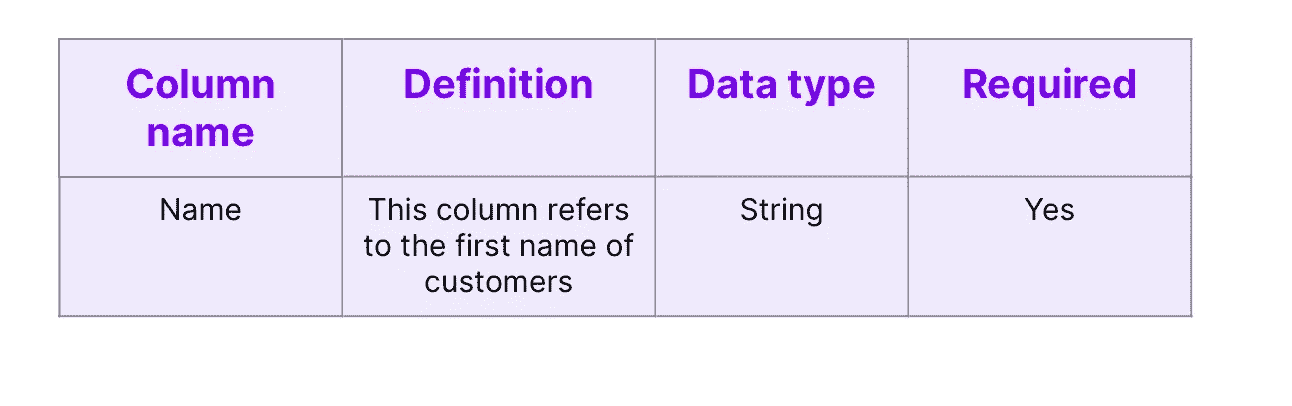 Column
name
Definition
Data type
Required
Name
This column refers
to the first name of
customers
String
Yes